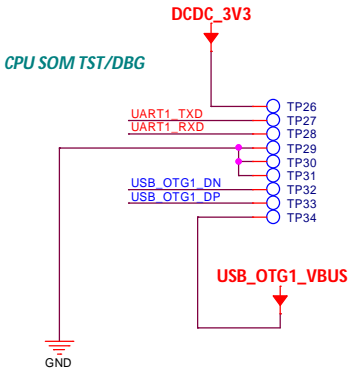 DCDC_3V3
CPU SOM TST/DBG
TP26
UART1_TXD TP27
UART1_RXD TP28
TP29
TP30
TP31
USB_OTG1_DN TP32
USB_OTG1_DP TP33
TP34
USB_OTG1_VBUS
GND